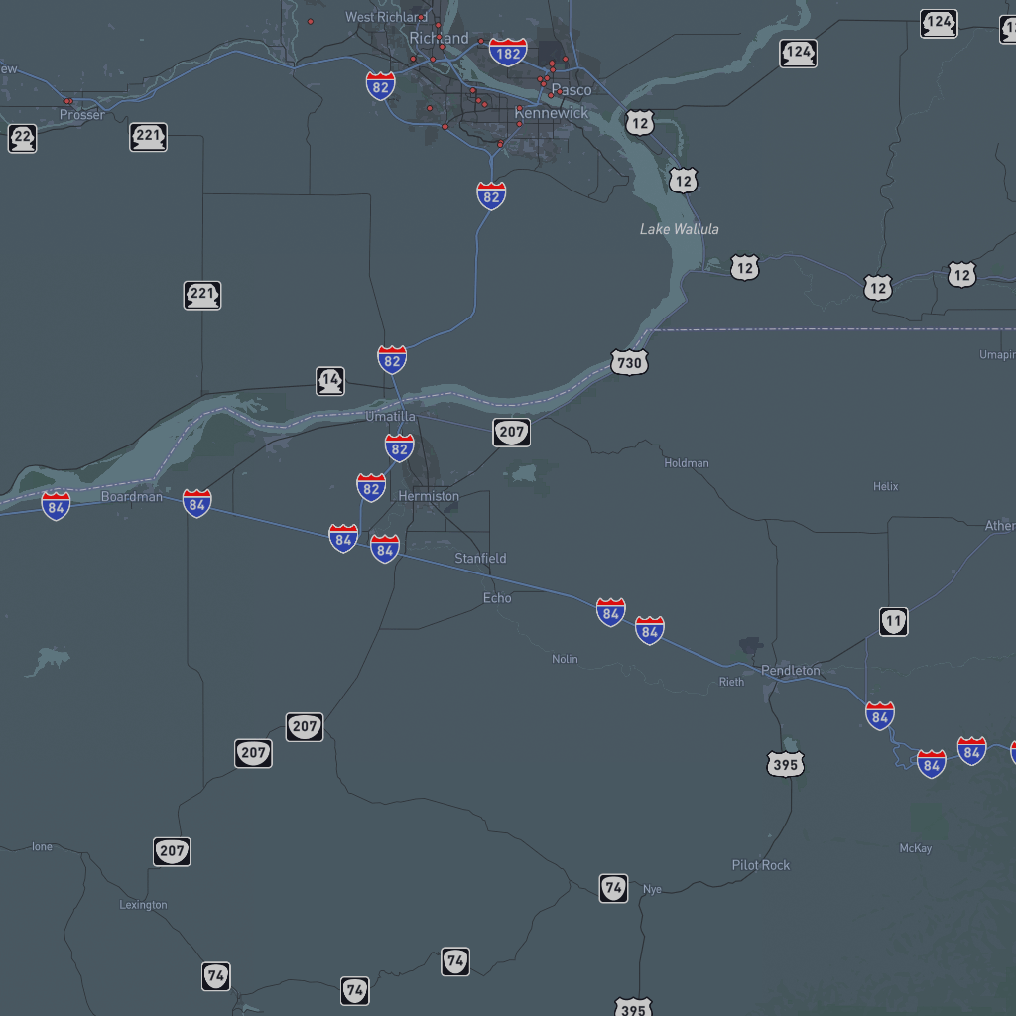 West Richland
Richland
182
124
124
ew
82
Pasco
Prosser
Kennewick
22
221
12
12
82
Lake Wallula
12
12
12
221
82
730
Umapin
14
Umatilla
207
82
Holdman
82
Helix
Boardman
Hermiston
84
84
Ather
84
84
Stanfield
Echo
84
11
84
Nolin
Pendleton
Rieth
84
207
207
84
84
395
207
Ione
McKay
Pilot Rock
74
Nye
Lexington
74
74
74
395